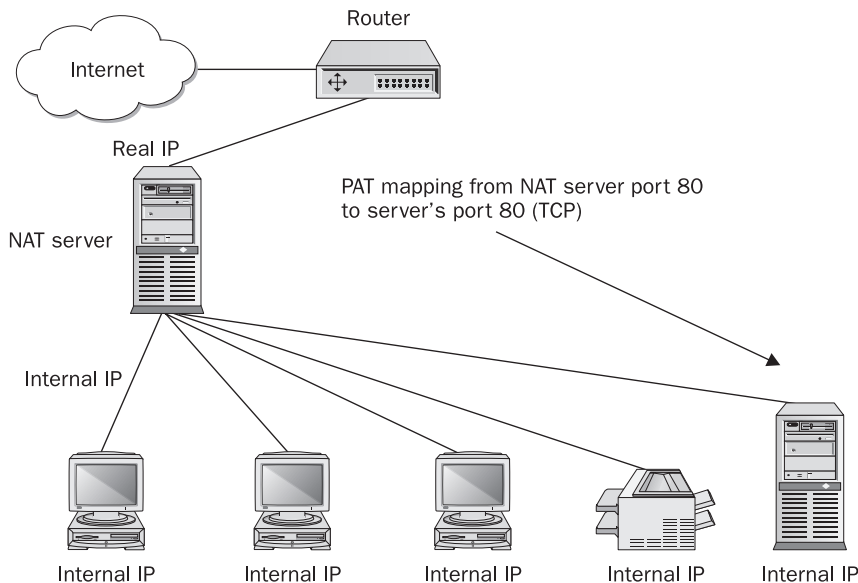 Router
Internet
Real IP
PAT mapping from NAT server port 80
to server's port 80 (TCP)
NAT server
Internal IP
Internal IP
Internal IP
Internal IP
Internal IP
Internal IP